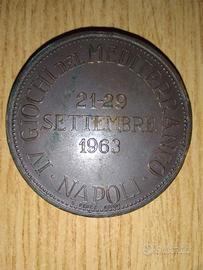 IV GIOCHI DEL MEDITERRANEO
21-29
SETTEMBRE
1963
· NAPOLI ·